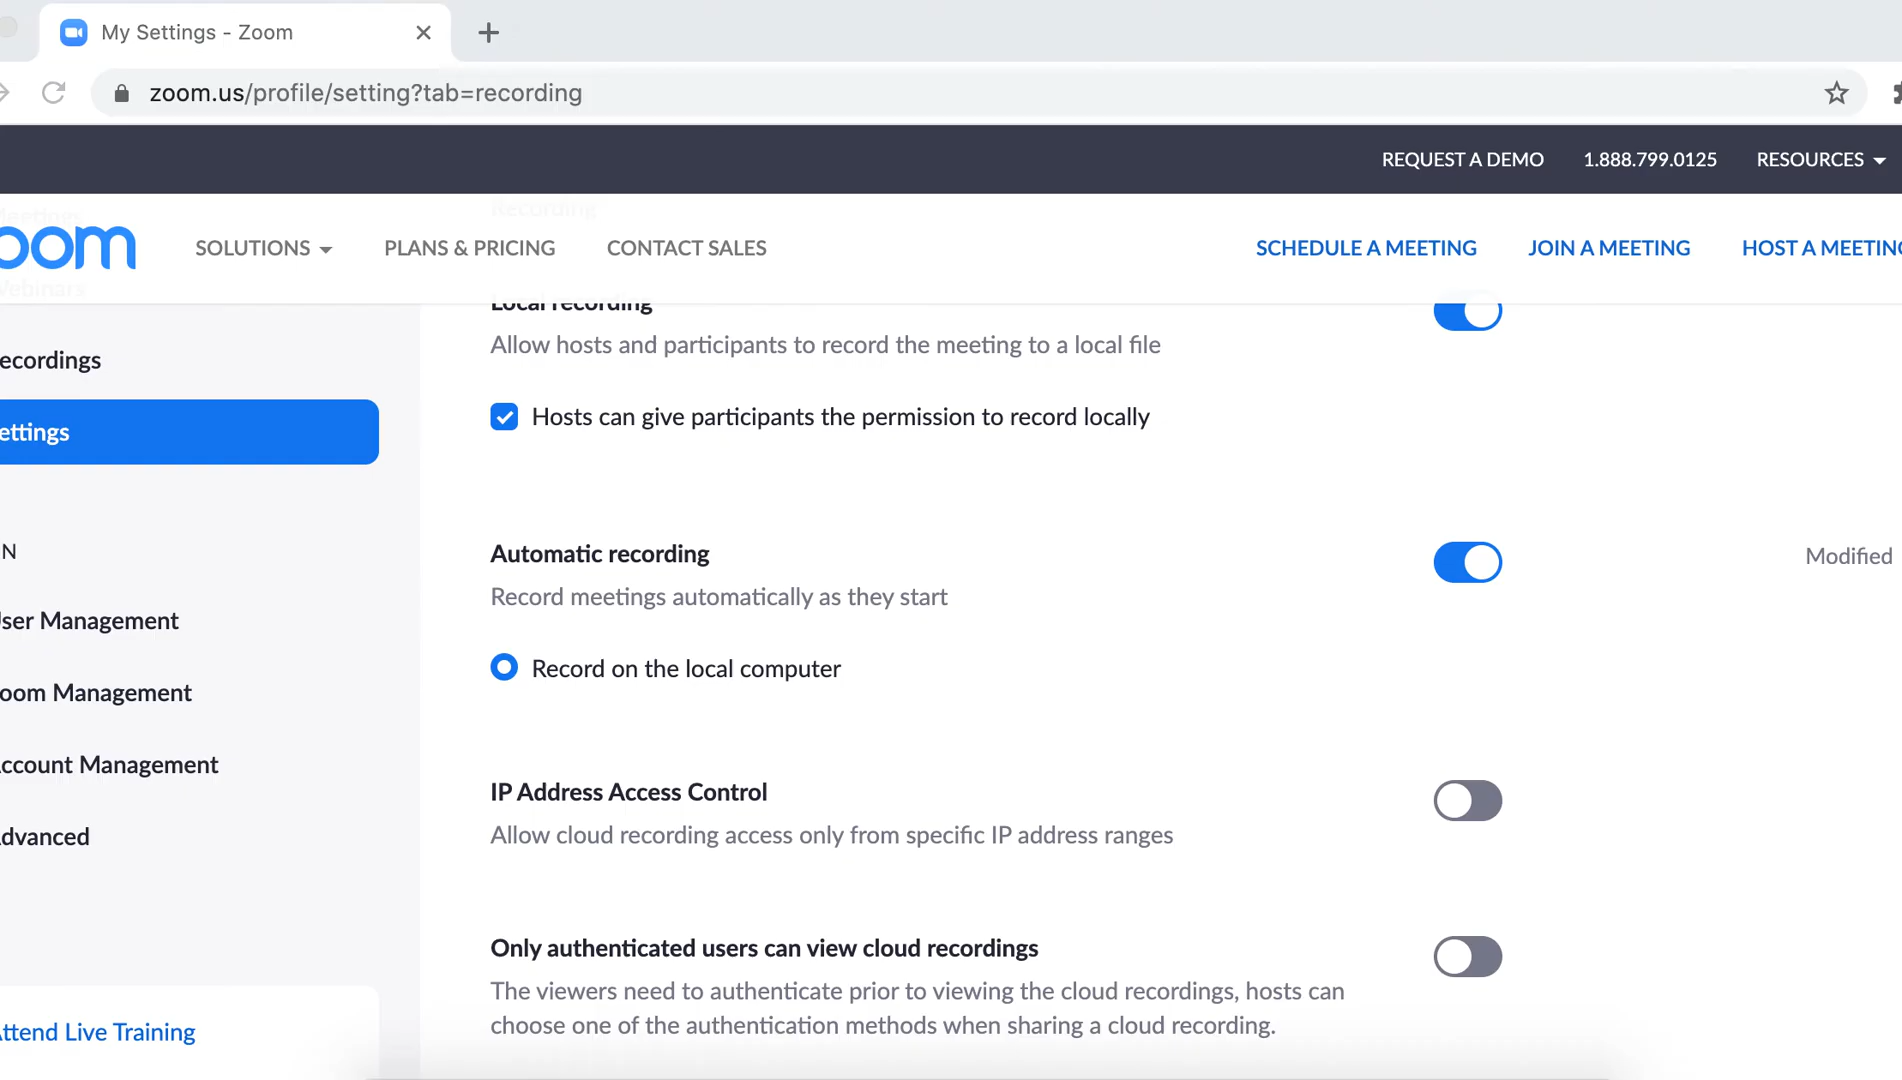 My Settings - Zoom
zoom.us/profile/setting?tab=recording
REQUEST A DEMO 1.888.799.0125 RESOURCES
Meetings
Recording
oom SOLUTIONS PLANS & PRICING CONTACT SALES SCHEDULE A MEETING JOIN A MEETING HOST A MEETING
Webinars
Local recording
Allow hosts and participants to record the meeting to a local file
ecordings
Hosts can give participants the permission to record locally
ettings
N
Automatic recording
Modified
Record meetings automatically as they start
User Management
Record on the local computer
oom Management
Account Management
IP Address Access Control
Allow cloud recording access only from specific IP address ranges
dvanced
Only authenticated users can view cloud recordings
The viewers need to authenticate prior to viewing the cloud recordings, hosts can
choose one of the authentication methods when sharing a cloud recording.
Attend Live Training